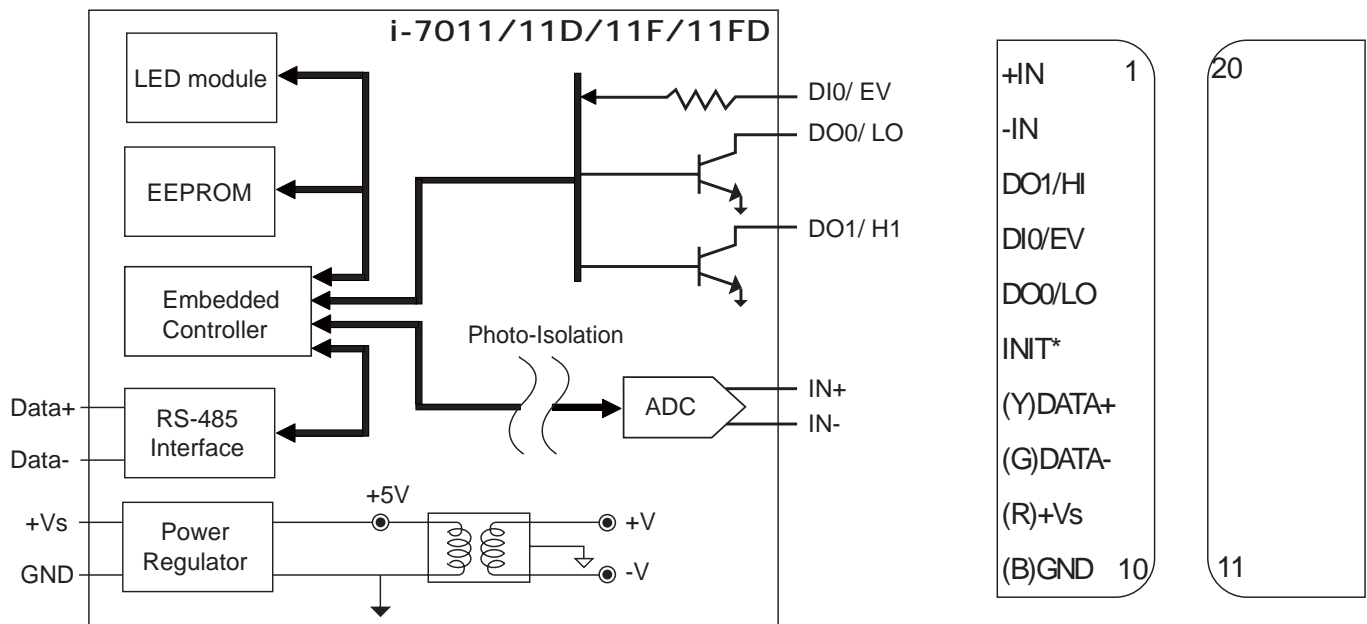 i-7011/11D/11F/11FD
LED module
EEPROM
Embedded
Controller
RS-485
Interface
Power
Regulator
Data+
Data-
+Vs
GND
+5V
+V
-V
Photo-Isolation
ADC
DI0/ EV
DO0/ LO
DO1/ H1
IN+
IN-
+IN 1
-IN
DO1/HI
DI0/EV
DO0/LO
INIT*
(Y)DATA+
(G)DATA-
(R)+Vs
(B)GND 10
20
11